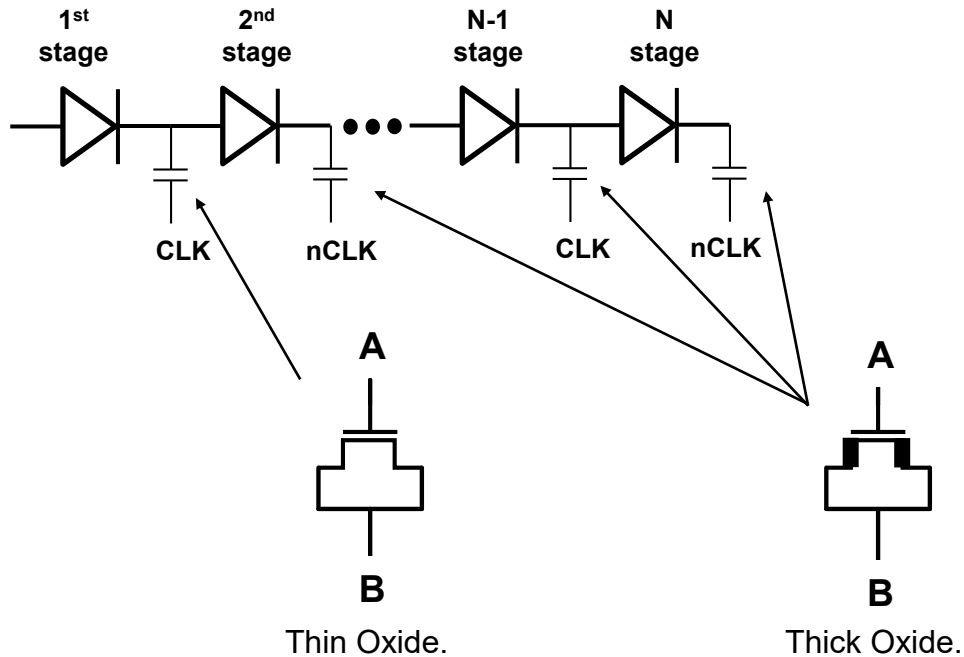 1st 2nd N-1 N
stage stage stage stage
CLK nCLK CLK nCLK
A A
B B
Thin Oxide. Thick Oxide.